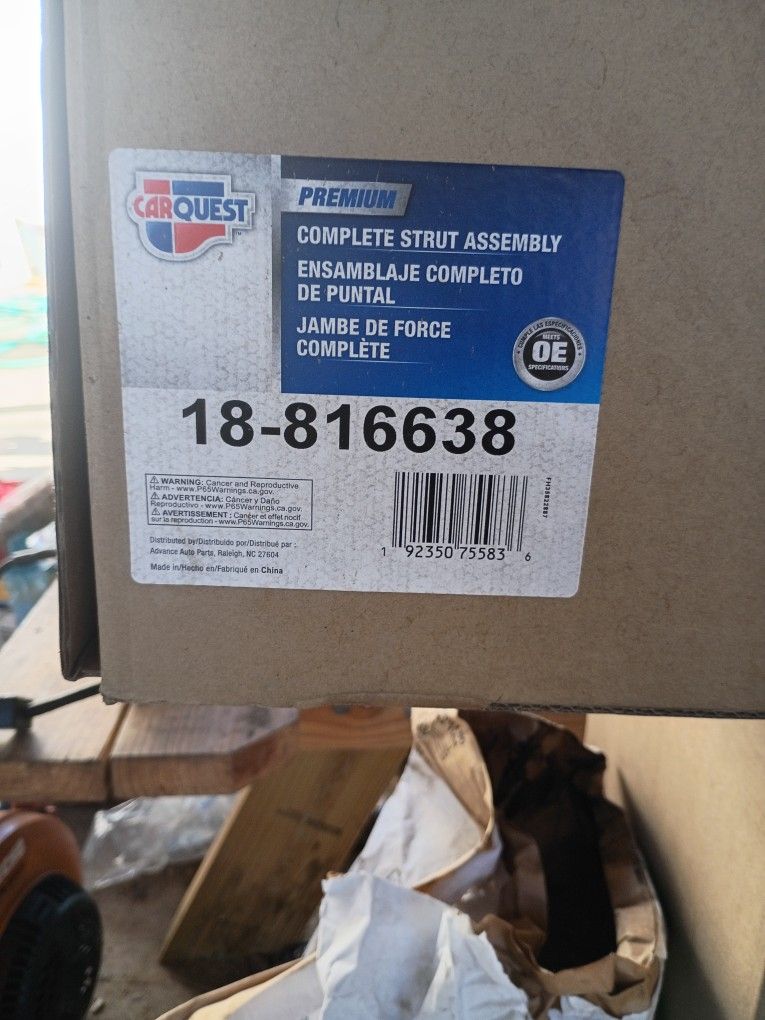 CARQUEST
PREMIUM
COMPLETE STRUT ASSEMBLY
ENSAMBLAJE COMPLETO
DE PUNTAL
JAMBE DE FORCE
COMPLÈTE
CUMPLE LAS ESPECIFICACIONES
MEETS
OE
SPECIFICATIONS
18-816638
⚠ WARNING: Cancer and Reproductive
Harm - www.P65Warnings.ca.gov.
⚠ ADVERTENCIA: Cáncer y Daño
Reproductivo - www.P65Warnings.ca.gov.
⚠ AVERTISSEMENT : Cancer et effet nocif
sur la reproduction - www.P65Warnings.ca.gov.
Distributed by/Distribuido por/Distribué par :
Advance Auto Parts, Raleigh, NC 27604
Made in/Hecho en/Fabriqué en China
1 92350 75583 6